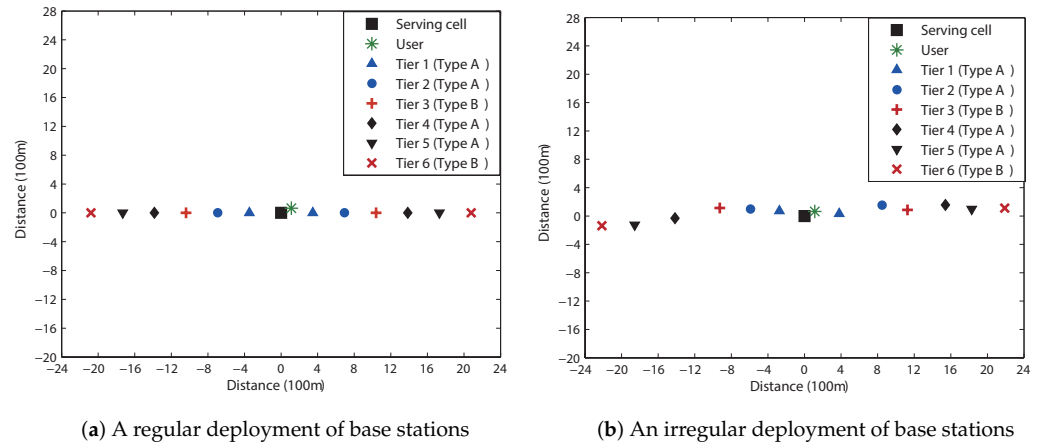 28
24
20
16
12
8
4
0
−4
−8
−12
−16
−20
−24 −20 −16 −12 −8 −4 0 4 8 12 16 20 24
Distance (100m)
Distance (100m)
Serving cell
User
Tier 1 (Type A )
Tier 2 (Type A )
Tier 3 (Type B )
Tier 4 (Type A )
Tier 5 (Type A )
Tier 6 (Type B )
(a) A regular deployment of base stations
28
24
20
16
12
8
4
0
−4
−8
−12
−16
−20
−24 −20 −16 −12 −8 −4 0 4 8 12 16 20 24
Distance (100m)
Distance (100m)
Serving cell
User
Tier 1 (Type A )
Tier 2 (Type A )
Tier 3 (Type B )
Tier 4 (Type A )
Tier 5 (Type A )
Tier 6 (Type B )
(b) An irregular deployment of base stations